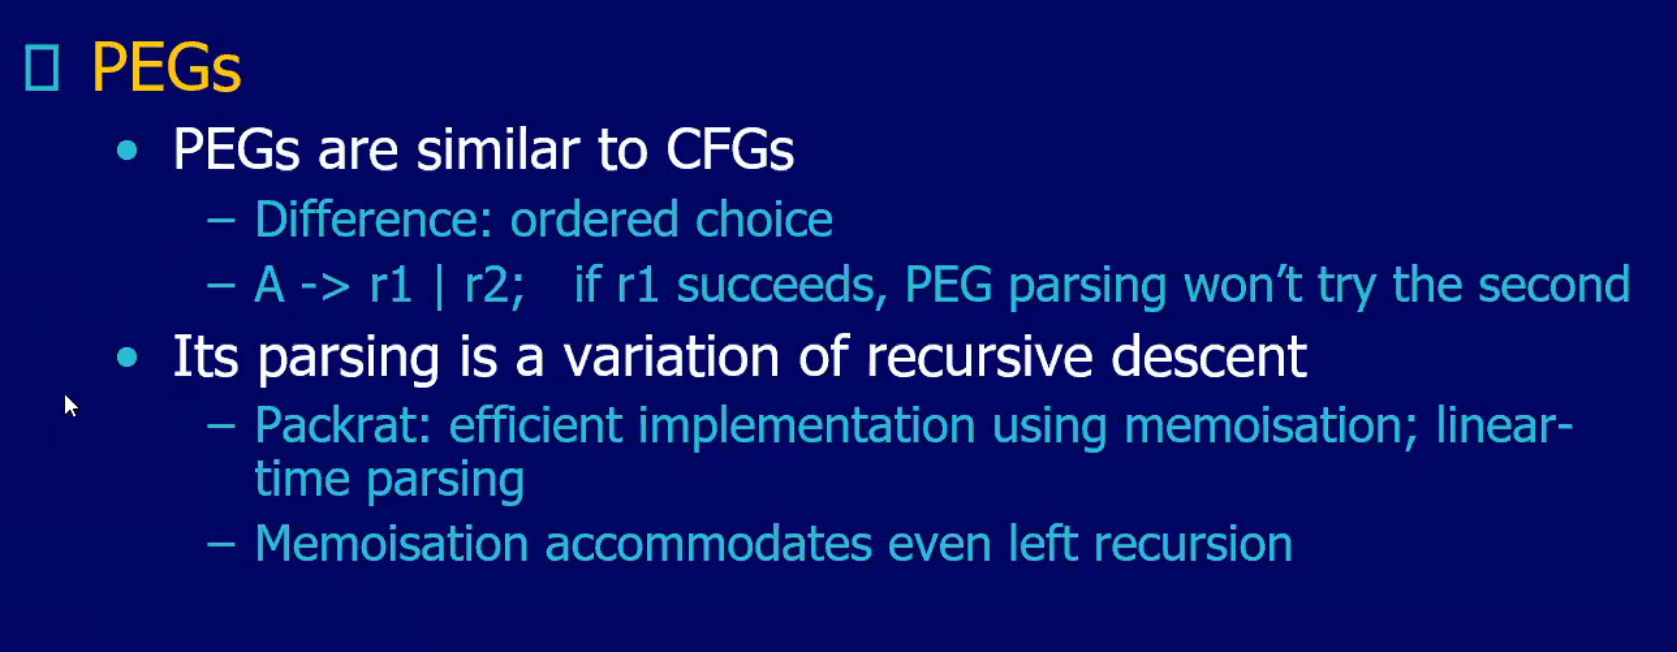 PEGs
• PEGs are similar to CFGs
– Difference: ordered choice
– A -> r1 | r2; if r1 succeeds, PEG parsing won't try the second
• Its parsing is a variation of recursive descent
– Packrat: efficient implementation using memoisation; linear-
time parsing
– Memoisation accommodates even left recursion